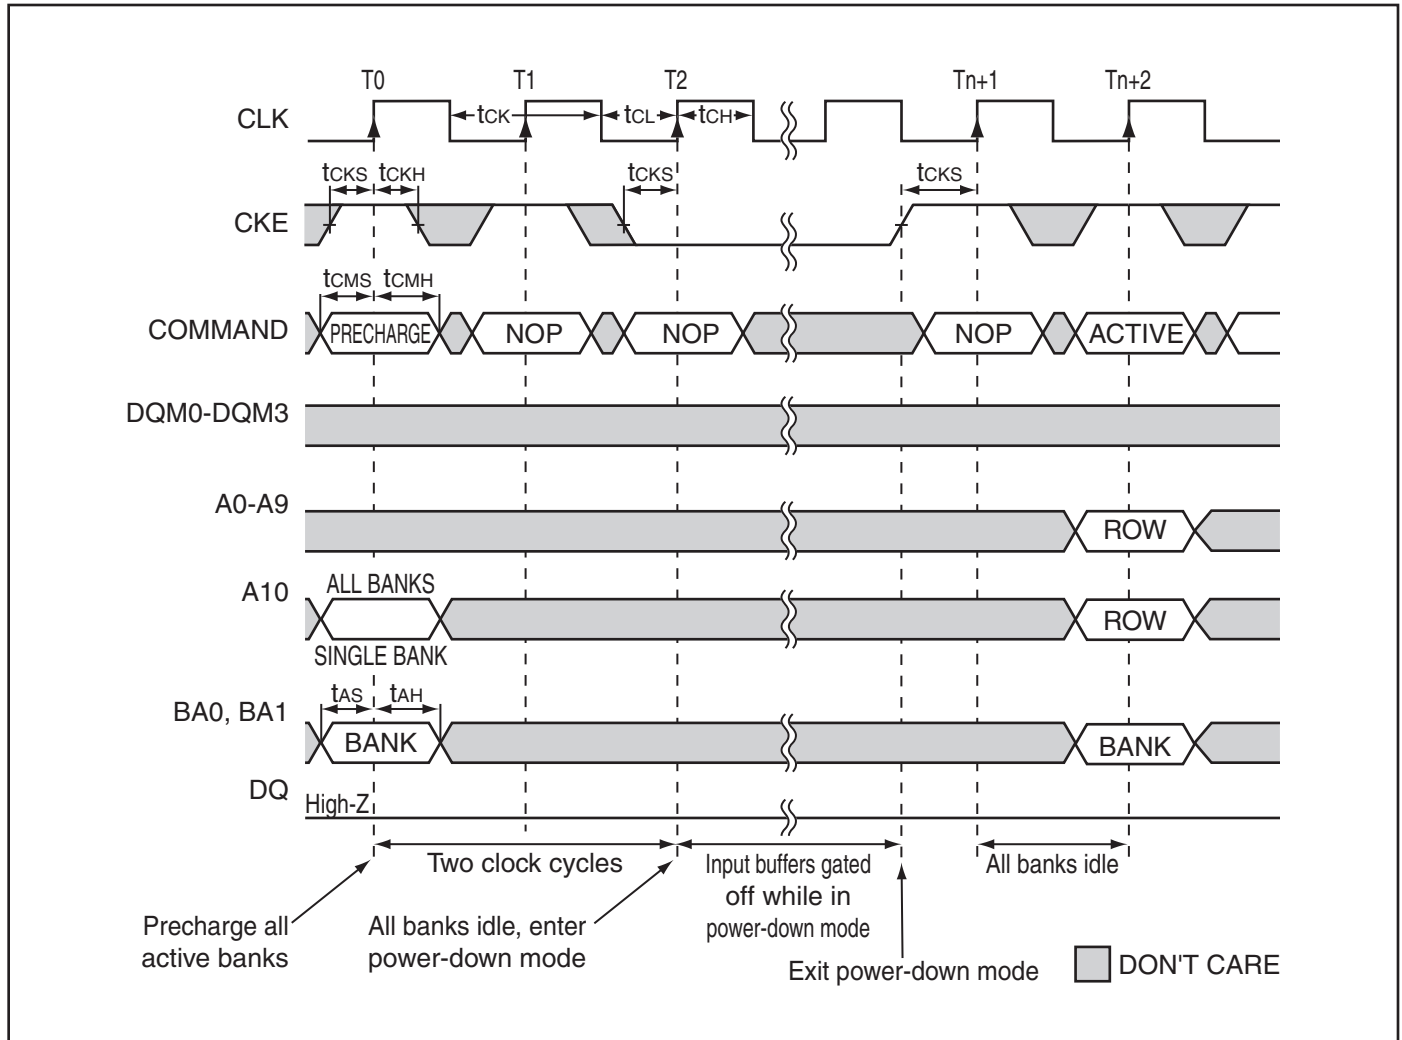 T0 T1 T2 Tn+1 Tn+2
CLK tCK tCL tCH
tCKS tCKH tCKS tCKS
CKE
tCMS tCMH
COMMAND PRECHARGE NOP NOP NOP ACTIVE
DQM0-DQM3
A0-A9 ROW
ALL BANKS
A10 ROW
SINGLE BANK
tAS tAH
BA0, BA1 BANK BANK
DQ
High-Z
Two clock cycles
Input buffers gated
off while in
power-down mode
All banks idle
Precharge all
active banks
All banks idle, enter
power-down mode
Exit power-down mode
DON'T CARE